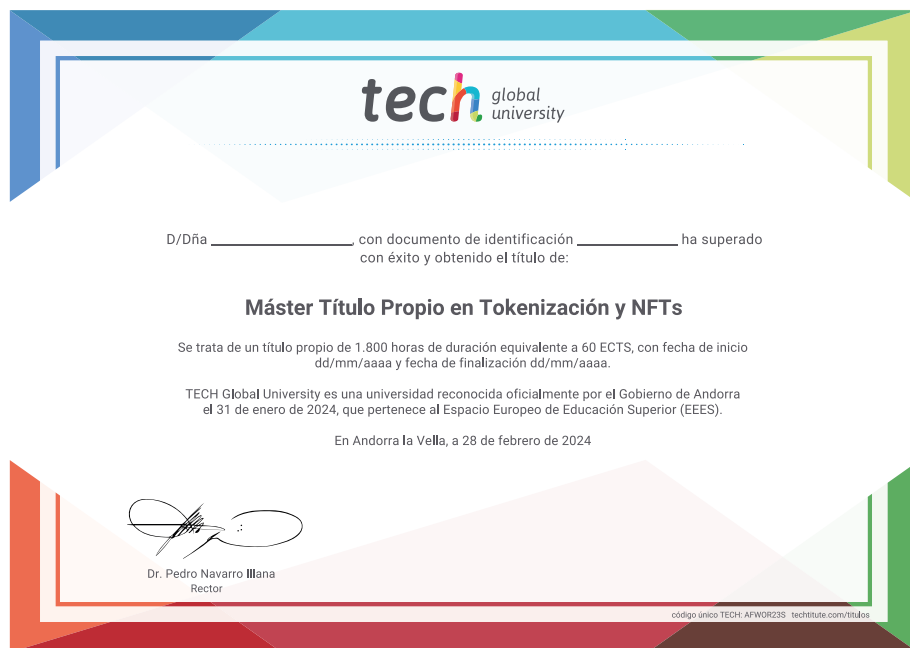 tech global
university
D/Dña ____________________, con documento de identificación ______________ ha superado
con éxito y obtenido el título de:
Máster Título Propio en Tokenización y NFTs
Se trata de un título propio de 1.800 horas de duración equivalente a 60 ECTS, con fecha de inicio
dd/mm/aaaa y fecha de finalización dd/mm/aaaa.
TECH Global University es una universidad reconocida oficialmente por el Gobierno de Andorra
el 31 de enero de 2024, que pertenece al Espacio Europeo de Educación Superior (EEES).
En Andorra la Vella, a 28 de febrero de 2024
Dr. Pedro Navarro Illana
Rector
código único TECH: AFWOR23S techtitute.com/titulos